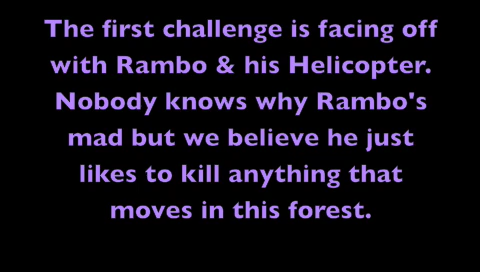 The first challenge is facing off
with Rambo & his Helicopter.
Nobody knows why Rambo's
mad but we believe he just
likes to kill anything that
moves in this forest.